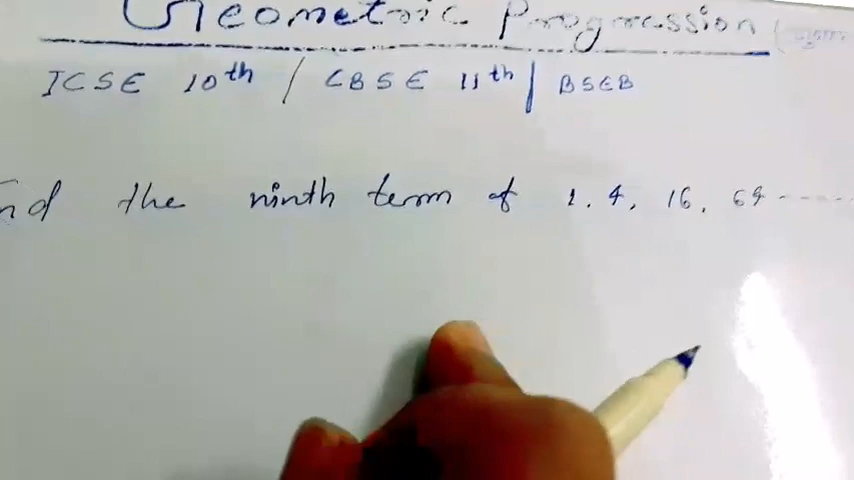 Geometric Progression
ICSE 10th / CBSE 11th | BSEB
nd the ninth term of 1, 4, 16, 64-----